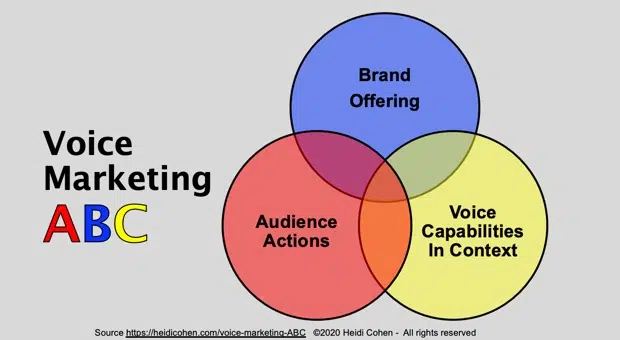 Voice
Marketing
ABC
Brand
Offering
Audience
Actions
Voice
Capabilities
In Context
Source https://heidicohen.com/voice-marketing-ABC ©2020 Heidi Cohen - All rights reserved